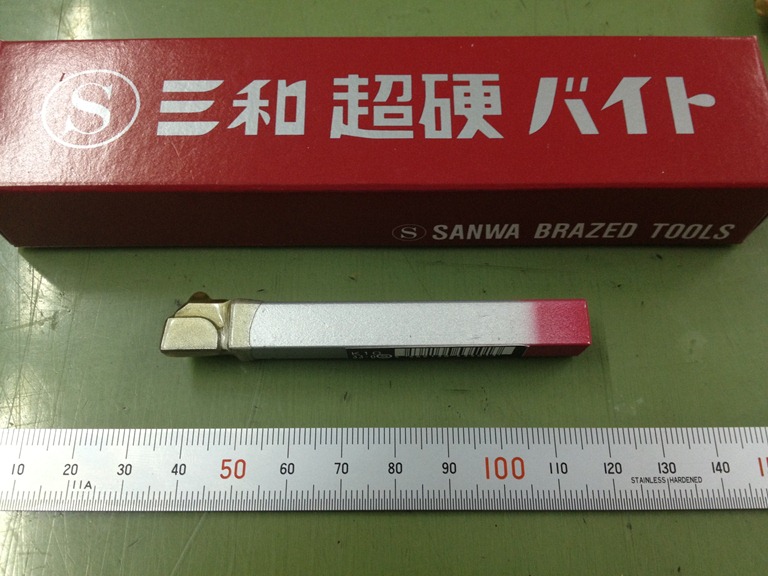 S 三和 超硬 バイト
S SANWA BRAZED TOOLS
10 20 30 40 50 60 70 80 90 100 110 120 130 140
111A STAINLESS HARDENED